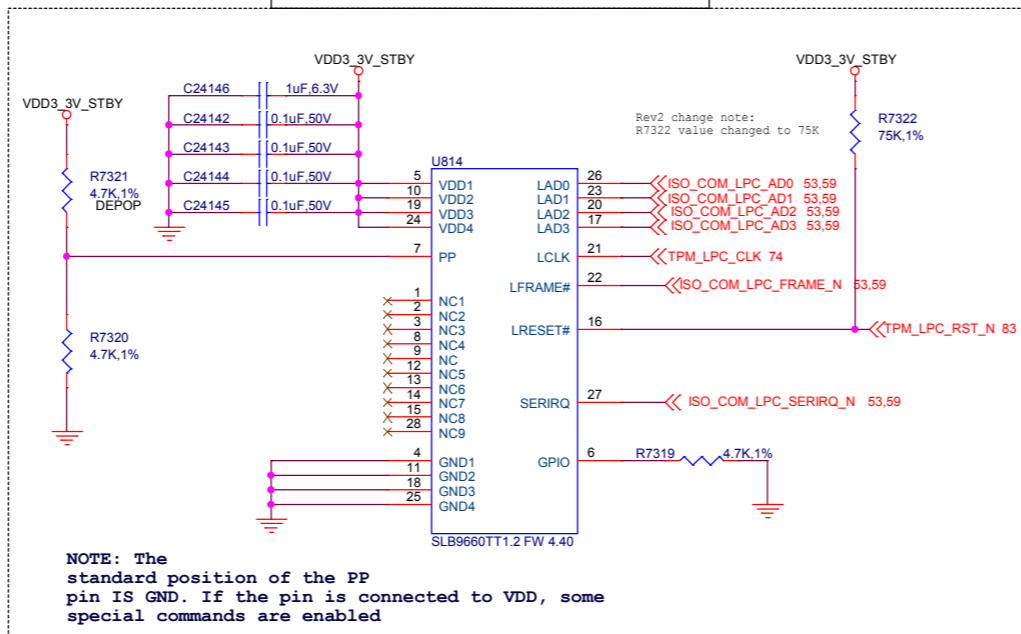 VDD3_3V_STBY
VDD3_3V_STBY
VDD3_3V_STBY
C24146 1uF,6.3V
C24142 0.1uF,50V
C24143 0.1uF,50V
C24144 0.1uF,50V
C24145 0.1uF,50V
R7321
4.7K,1%
DEPOP
R7320
4.7K,1%
Rev2 change note:
R7322 value changed to 75K
R7322
75K,1%
U814
5 VDD1
10 VDD2
19 VDD3
24 VDD4
7 PP
1 NC1
2 NC2
3 NC3
8 NC4
9 NC
12 NC5
13 NC6
14 NC7
15 NC8
28 NC9
4 GND1
11 GND2
18 GND3
25 GND4
LAD0 26 ISO_COM_LPC_AD0 53,59
LAD1 23 ISO_COM_LPC_AD1 53,59
LAD2 20 ISO_COM_LPC_AD2 53,59
LAD3 17 ISO_COM_LPC_AD3 53,59
LCLK 21 TPM_LPC_CLK 74
LFRAME# 22 ISO_COM_LPC_FRAME_N 53,59
LRESET# 16 TPM_LPC_RST_N 83
SERIRQ 27 ISO_COM_LPC_SERIRQ_N 53,59
GPIO 6 R7319 4.7K,1%
SLB9660TT1.2 FW 4.40
NOTE: The
standard position of the PP
pin IS GND. If the pin is connected to VDD, some
special commands are enabled